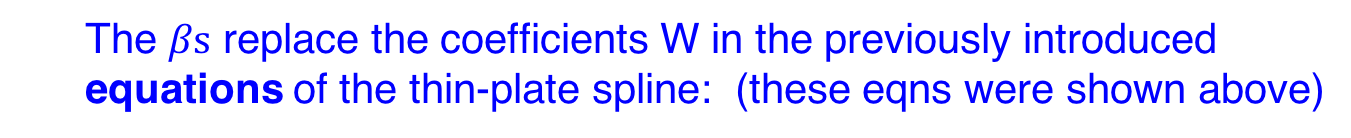 The βs replace the coefficients W in the previously introduced
equations of the thin-plate spline:  (these eqns were shown above)